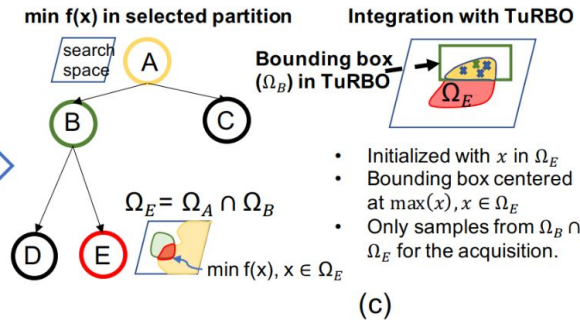 min f(x) in selected partition
search
space
A
B
C
D
E
Ω_E = Ω_A ∩ Ω_B
min f(x), x ∈ Ω_E
Integration with TuRBO
Bounding box
(Ω_B) in TuRBO
Ω_E
• Initialized with x in Ω_E
• Bounding box centered
at max(x), x ∈ Ω_E
• Only samples from Ω_B ∩
Ω_E for the acquisition.
(c)